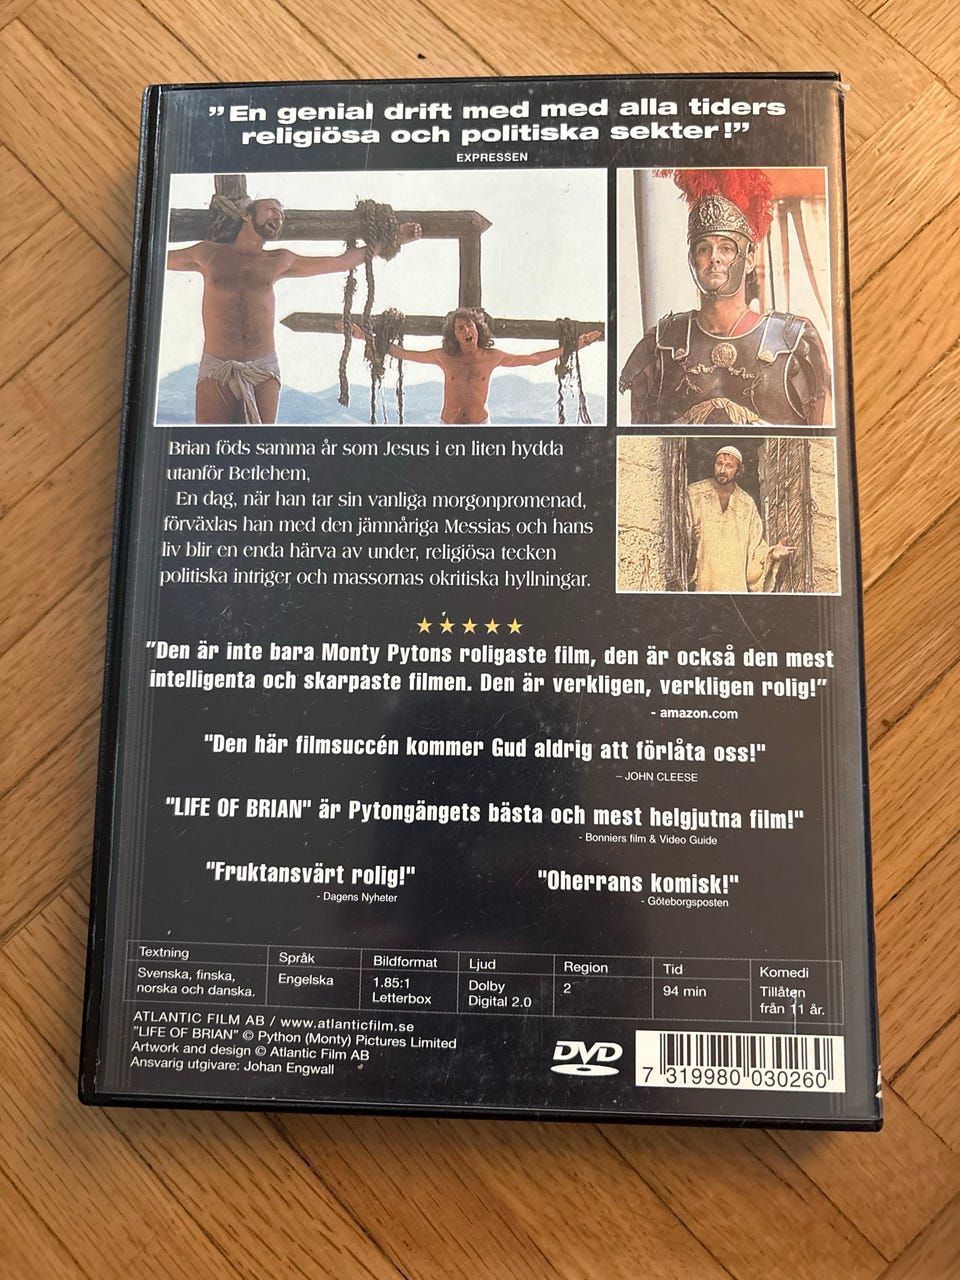 ”En genial drift med med alla tiders
religiösa och politiska sekter!”
EXPRESSEN
Brian föds samma år som Jesus i en liten hydda
utanför Betlehem,
En dag, när han tar sin vanliga morgonpromenad,
förväxlas han med den jämnåriga Messias och hans
liv blir en enda härva av under, religiösa tecken
politiska intriger och massornas okritiska hyllningar.
”Den är inte bara Monty Pytons roligaste film, den är också den mest
intelligenta och skarpaste filmen. Den är verkligen, verkligen rolig!”
- amazon.com
"Den här filmsuccén kommer Gud aldrig att förlåta oss!"
– JOHN CLEESE
"LIFE OF BRIAN" är Pytongängets bästa och mest helgjutna film!"
- Bonniers film & Video Guide
"Fruktansvärt rolig!"
- Dagens Nyheter
"Oherrans komisk!"
- Göteborgsposten
Textning
Svenska, finska,
norska och danska.
Språk
Engelska
Bildformat
1.85:1
Letterbox
Ljud
Dolby
Digital 2.0
Region
2
Tid
94 min
Komedi
Tillåten
från 11 år.
ATLANTIC FILM AB / www.atlanticfilm.se
”LIFE OF BRIAN” © Python (Monty) Pictures Limited
Artwork and design © Atlantic Film AB
Ansvarig utgivare: Johan Engwall
DVD
7 319980 030260